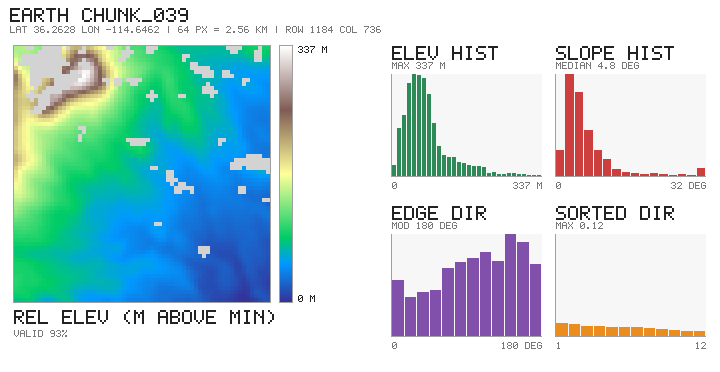 EARTH CHUNK_039
LAT 36.2628 LON -114.6462 | 64 PX = 2.56 KM | ROW 1184 COL 736
337 M
0 M
REL ELEV (M ABOVE MIN)
VALID 93%
ELEV HIST
MAX 337 M
0 337 M
SLOPE HIST
MEDIAN 4.8 DEG
0 32 DEG
EDGE DIR
MOD 180 DEG
0 180 DEG
SORTED DIR
MAX 0.12
1 12